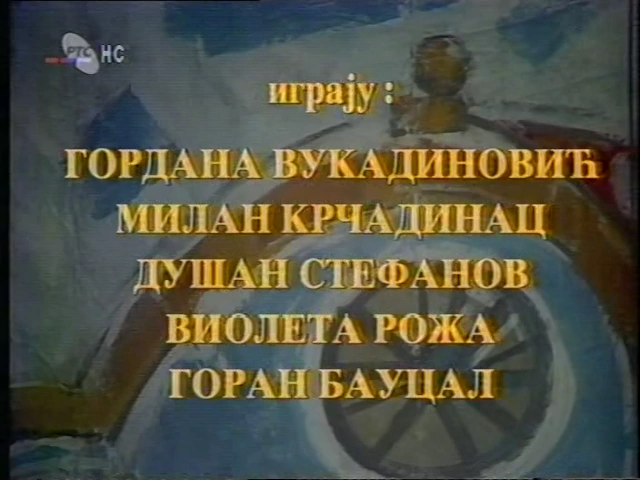 РТС НС
играју :
ГОРДАНА ВУКАДИНОВИЋ
МИЛАН КРЧАДИНАЦ
ДУШАН СТЕФАНОВ
ВИОЛЕТА РОЖА
ГОРАН БАУЦАЛ